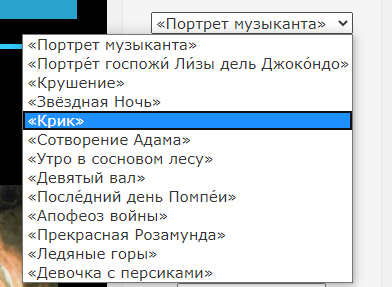 «Портрет музыканта»
«Портрет музыканта»
«Портре́т госпожи́ Ли́зы дель Джоко́ндо»
«Крушение»
«Звёздная Ночь»
«Крик»
«Сотворение Адама»
«Утро в сосновом лесу»
«Девятый вал»
«После́дний день Помпе́и»
«Апофеоз войны»
«Прекрасная Розамунда»
«Ледяные горы»
«Девочка с персиками»